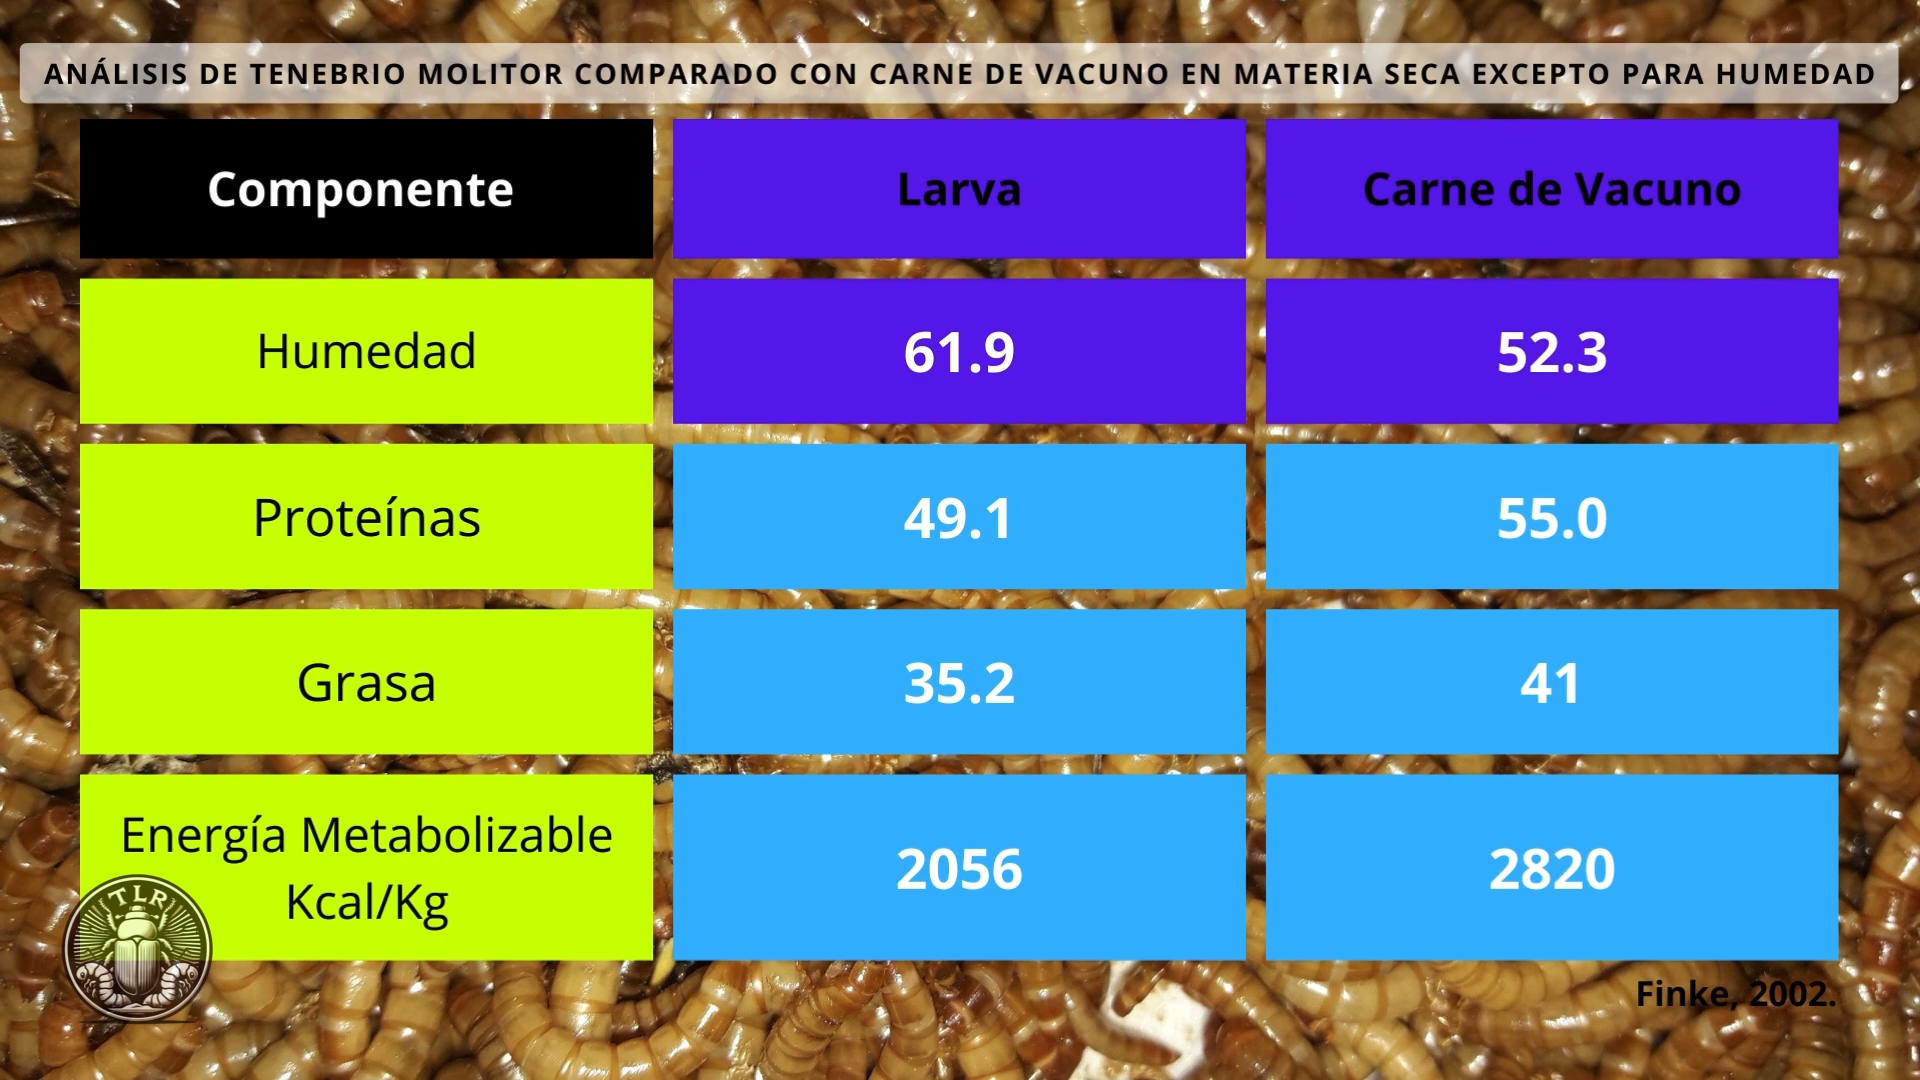 ANÁLISIS DE TENEBRIO MOLITOR COMPARADO CON CARNE DE VACUNO EN MATERIA SECA EXCEPTO PARA HUMEDAD
Componente Larva Carne de Vacuno
Humedad 61.9 52.3
Proteínas 49.1 55.0
Grasa 35.2 41
Energía Metabolizable
Kcal/Kg 2056 2820
TLR
Finke, 2002.